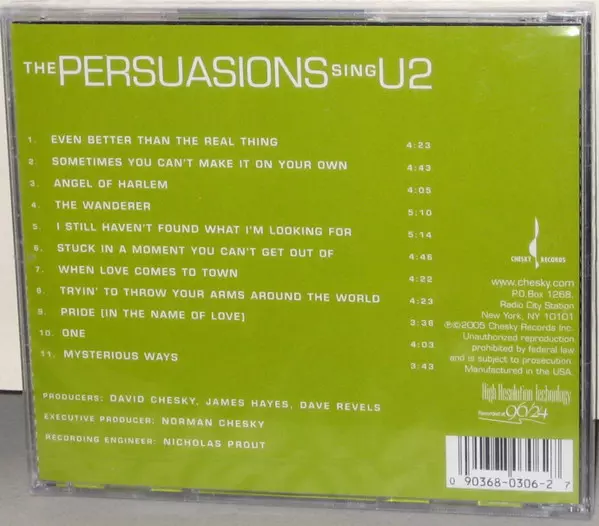 THE PERSUASIONS SING U2
1. EVEN BETTER THAN THE REAL THING 4:23
2. SOMETIMES YOU CAN'T MAKE IT ON YOUR OWN 4:43
3. ANGEL OF HARLEM 4:05
4. THE WANDERER 5:10
5. I STILL HAVEN'T FOUND WHAT I'M LOOKING FOR 5:14
6. STUCK IN A MOMENT YOU CAN'T GET OUT OF 4:46
7. WHEN LOVE COMES TO TOWN 4:22
8. TRYIN' TO THROW YOUR ARMS AROUND THE WORLD 4:23
9. PRIDE (IN THE NAME OF LOVE) 3:36
10. ONE 4:03
11. MYSTERIOUS WAYS 3:43
PRODUCERS: DAVID CHESKY, JAMES HAYES, DAVE REVELS
EXECUTIVE PRODUCER: NORMAN CHESKY
RECORDING ENGINEER: NICHOLAS PROUT
CHESKY RECORDS
www.chesky.com
P.O.Box 1268,
Radio City Station
New York, NY 10101
℗©2005 Chesky Records Inc.
Unauthorized reproduction
prohibited by federal law
and is subject to prosecution.
Manufactured in the USA.
High Resolution Technology
Recorded at 96/24
0 90368-0306-2 7